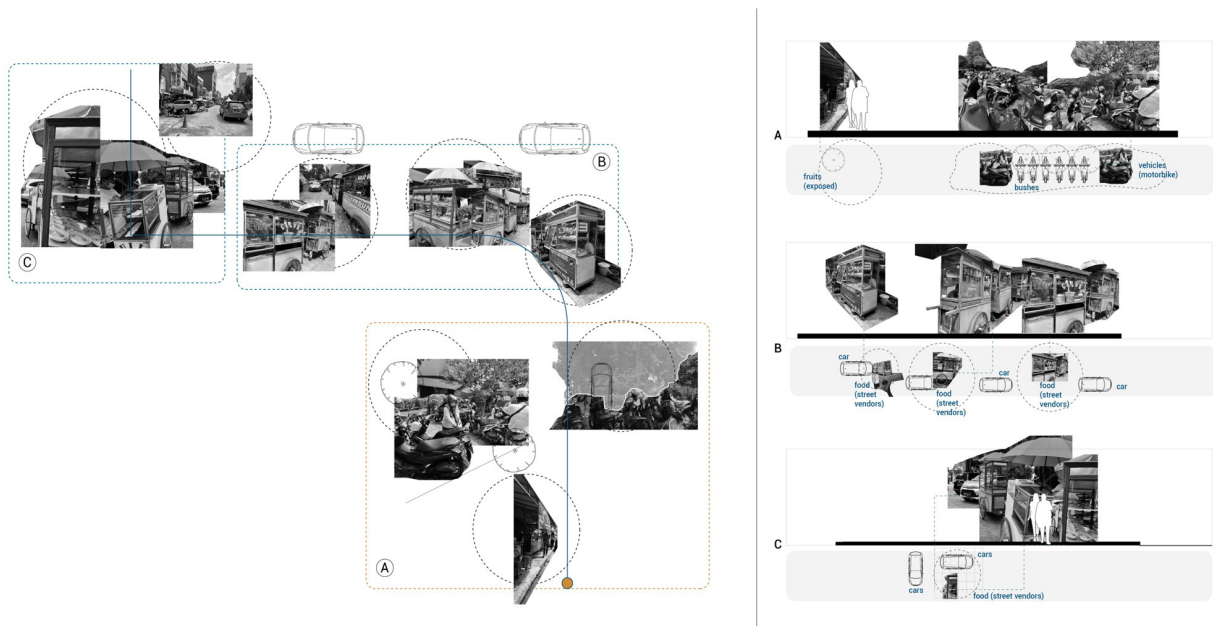 C
B
A
A
fruits
(exposed)
bushes
vehicles
(motorbike)
B
car
food
(street
vendors)
food
(street
vendors)
car
food
(street
vendors)
car
C
cars
cars
food (street vendors)